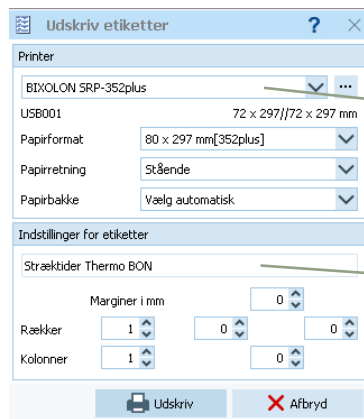 Udskriv etiketter ?
Printer
BIXOLON SRP-352plus ...
USB001 72 x 297//72 x 297 mm
Papirformat 80 x 297 mm[352plus]
Papirretning Stående
Papirbakke Vælg automatisk
Indstillinger for etiketter
Stræktider Thermo BON
Marginer i mm 0
Rækker 1 0 0
Kolonner 1 0
Udskriv Afbryd